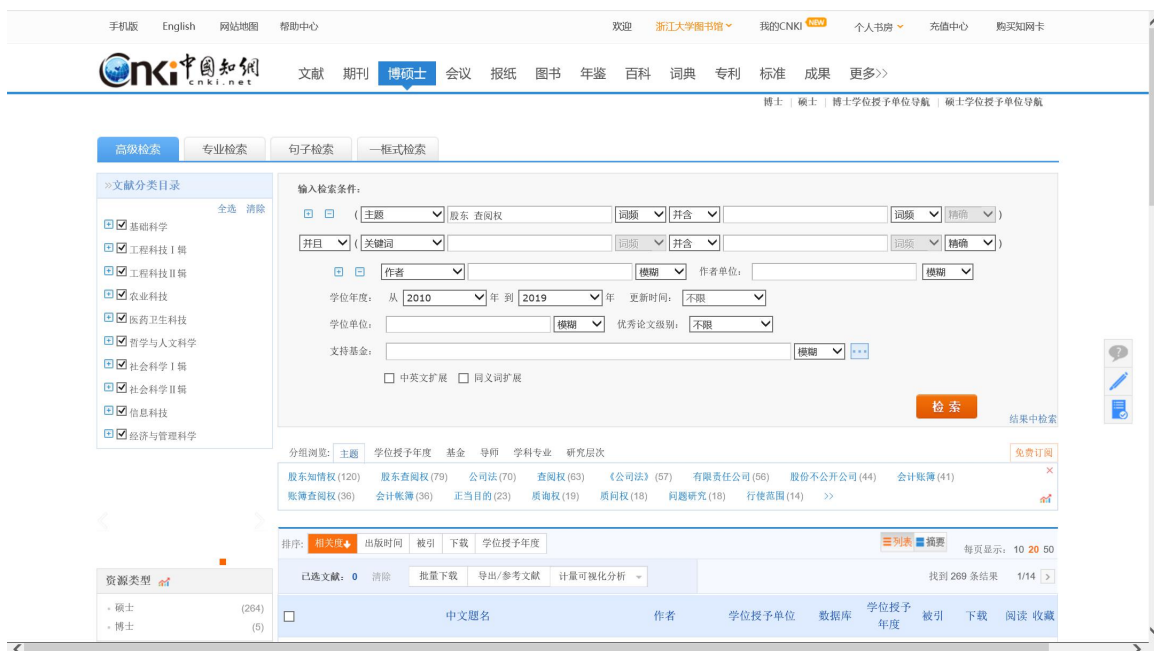 手机版 English 网站地图 帮助中心 欢迎 浙江大学图书馆 我的CNKI NEW 个人书房 充值中心 购买知网卡
cnki 中国知网 文献 期刊 博硕士 会议 报纸 图书 年鉴 百科 词典 专利 标准 成果 更多>>
cnki.net
博士 | 硕士 | 博士学位授予单位导航 | 硕士学位授予单位导航
高级检索 专业检索 句子检索 一框式检索
»文献分类目录
全选 清除
基础科学
工程科技Ⅰ辑
工程科技Ⅱ辑
农业科技
医药卫生科技
哲学与人文科学
社会科学Ⅰ辑
社会科学Ⅱ辑
信息科技
经济与管理科学
输入检索条件:
( 主题 股东 查阅权 词频 并含 词频 精确 )
并且 ( 关键词 词频 并含 词频 精确 )
作者 模糊 作者单位: 模糊
学位年度: 从 2010 年 到 2019 年 更新时间: 不限
学位单位: 模糊 优秀论文级别: 不限
支持基金: 模糊 ...
中英文扩展 同义词扩展
检索
结果中检索
分组浏览: 主题 学位授予年度 基金 导师 学科专业 研究层次 免费订阅
股东知情权(120) 股东查阅权(79) 公司法(70) 查阅权(63) 《公司法》(57) 有限责任公司(56) 股份不公开公司(44) 会计账簿(41) ×
账簿查阅权(36) 会计帐簿(36) 正当目的(23) 质询权(19) 质问权(18) 问题研究(18) 行使范围(14) >>
排序: 相关度 出版时间 被引 下载 学位授予年度 列表 摘要 每页显示: 10 20 50
已选文献: 0 清除 批量下载 导出/参考文献 计量可视化分析 找到 269 条结果 1/14 >
中文题名 作者 学位授予单位 数据库 学位授予年度 被引 下载 阅读 收藏
资源类型
硕士 (264)
博士 (5)